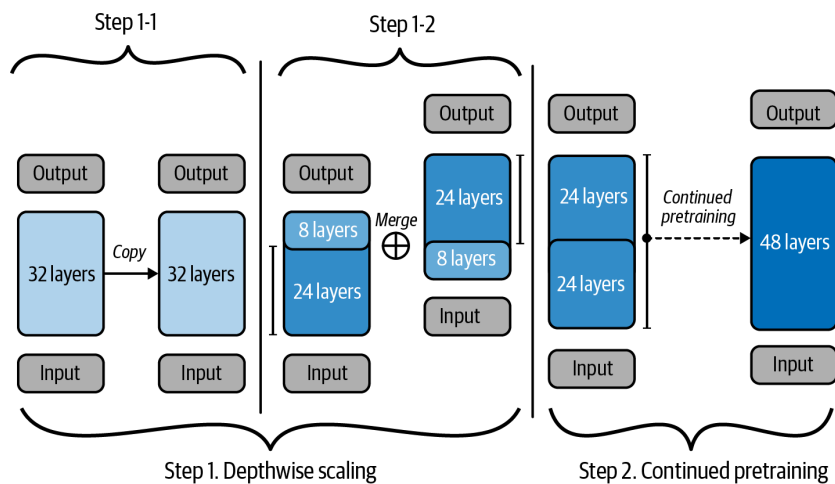 Step 1-1
Step 1-2
Output
Output
32 layers
Copy
32 layers
Input
Input
Output
8 layers
24 layers
Input
Merge
Output
24 layers
8 layers
Input
Output
24 layers
24 layers
Input
Continued
pretraining
Output
48 layers
Input
Step 1. Depthwise scaling
Step 2. Continued pretraining